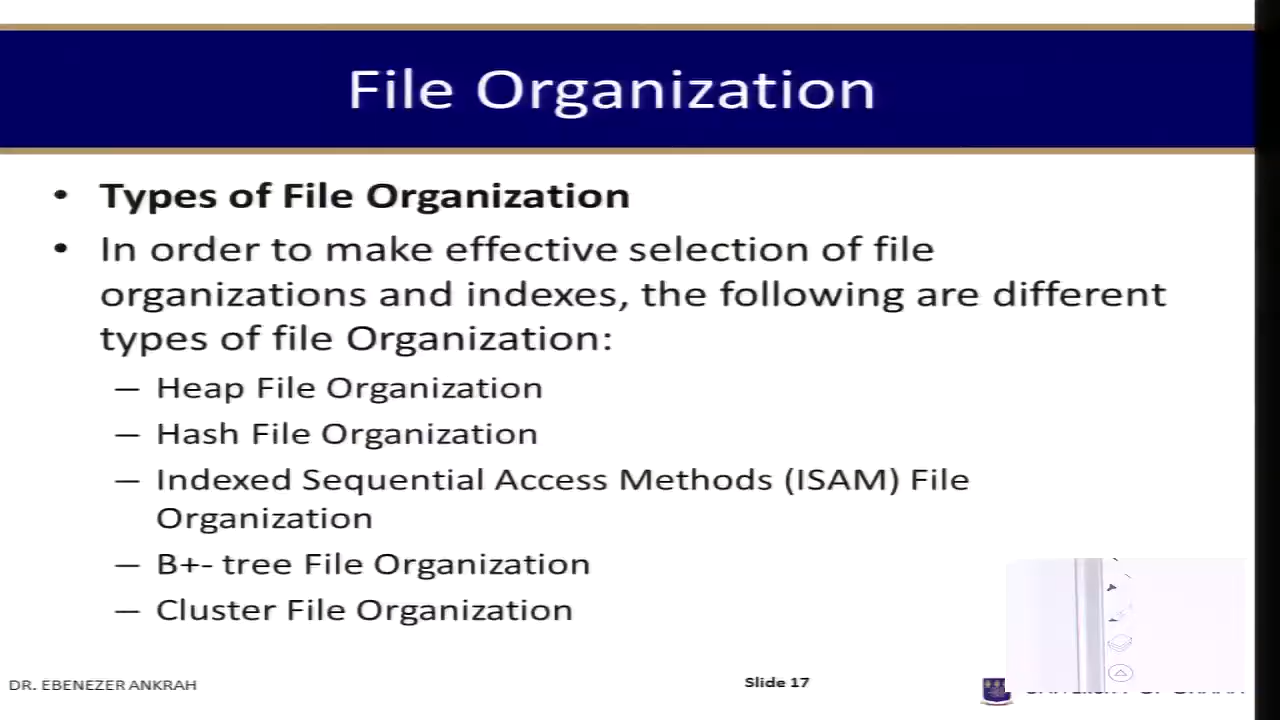 File Organization
• Types of File Organization
• In order to make effective selection of file
organizations and indexes, the following are different
types of file Organization:
– Heap File Organization
– Hash File Organization
– Indexed Sequential Access Methods (ISAM) File
Organization
– B+- tree File Organization
– Cluster File Organization
DR. EBENEZER ANKRAH
Slide 17